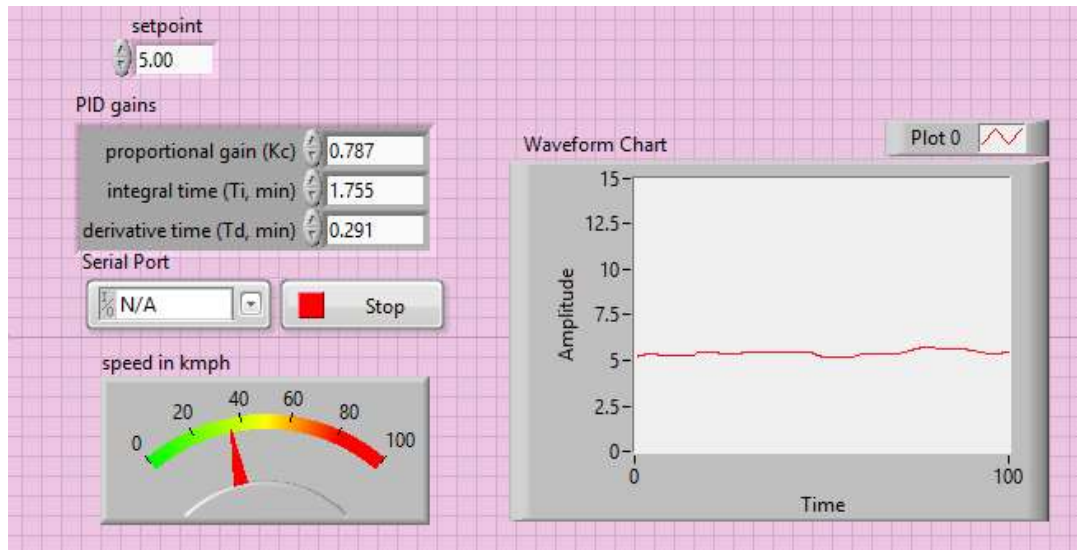 setpoint
5.00
PID gains
proportional gain (Kc) 0.787
integral time (Ti, min) 1.755
derivative time (Td, min) 0.291
Serial Port
N/A
Stop
speed in kmph
0 20 40 60 80 100
Waveform Chart
Plot 0
15
12.5
10
7.5
5
2.5
0
Amplitude
0 100
Time